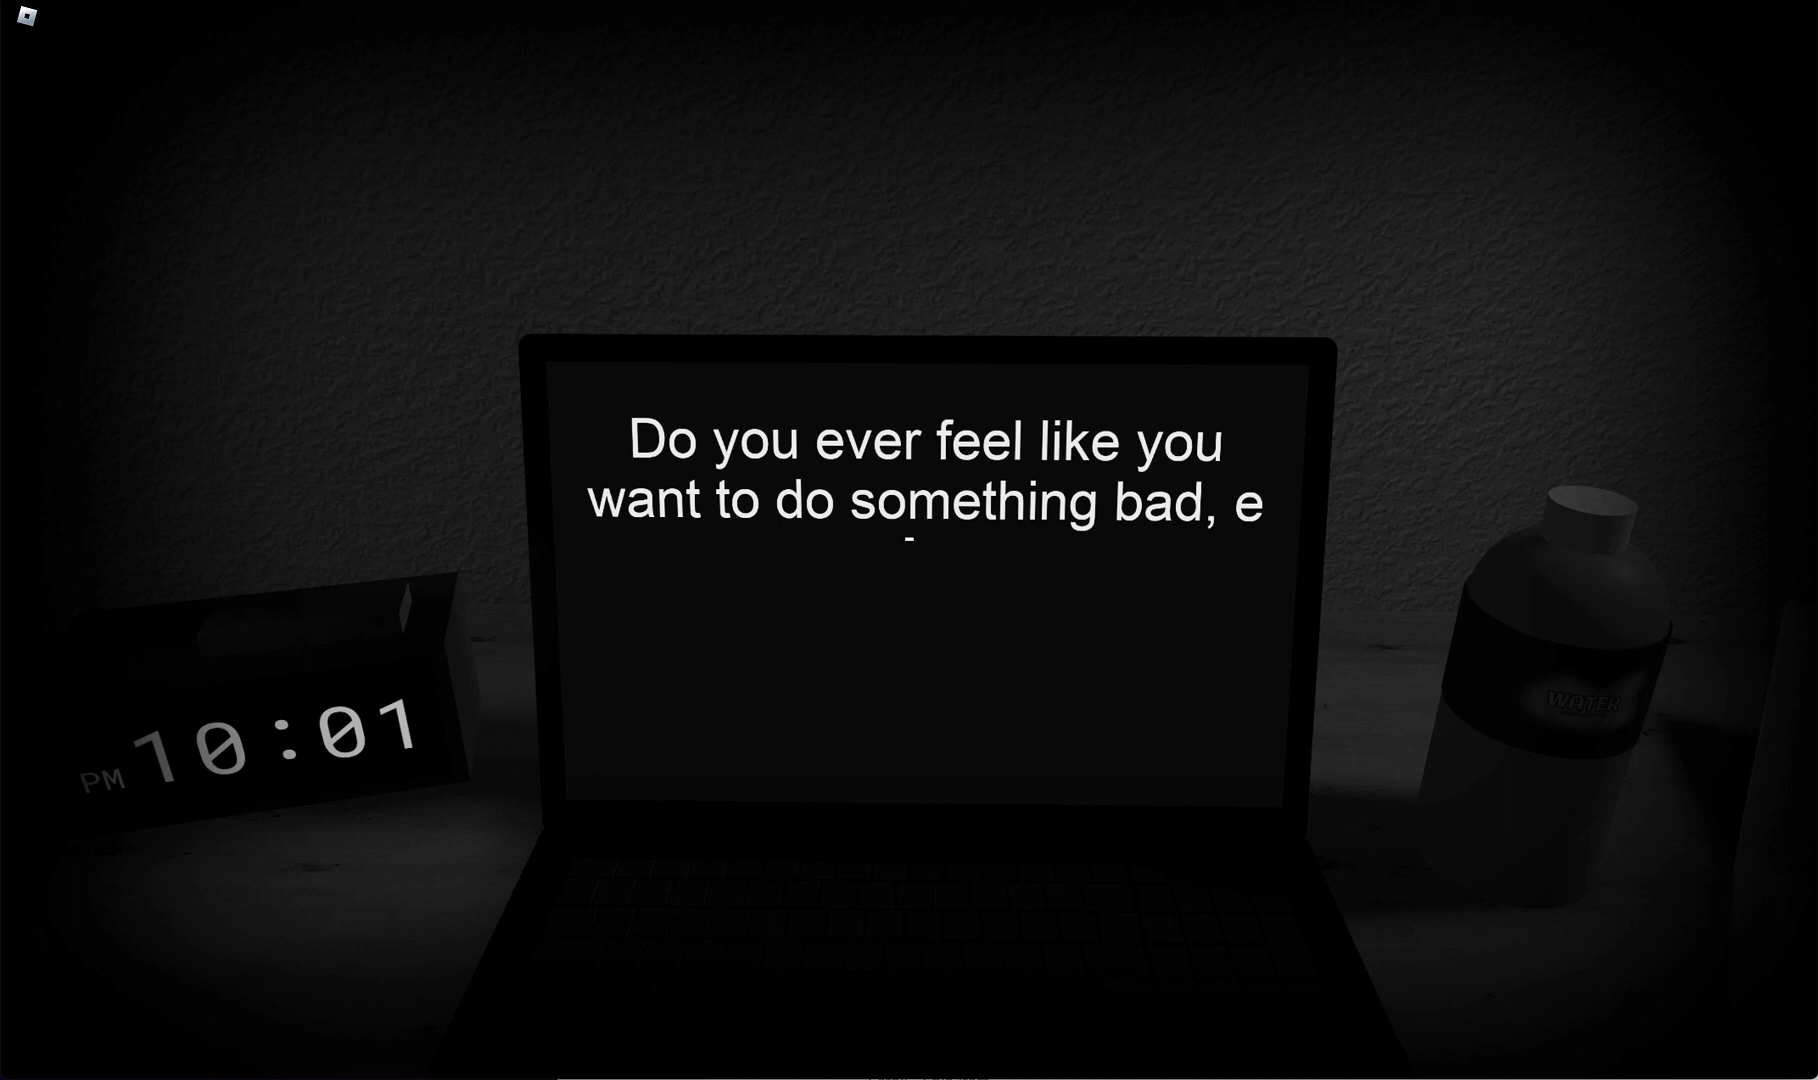 Do you ever feel like you
want to do something bad, e
-
PM 10:01
WATER